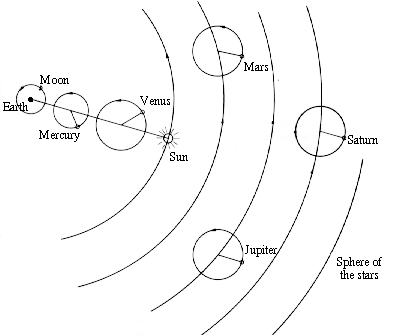 Moon
Earth
Venus
Mercury
Sun
Mars
Saturn
Jupiter
Sphere of
the stars